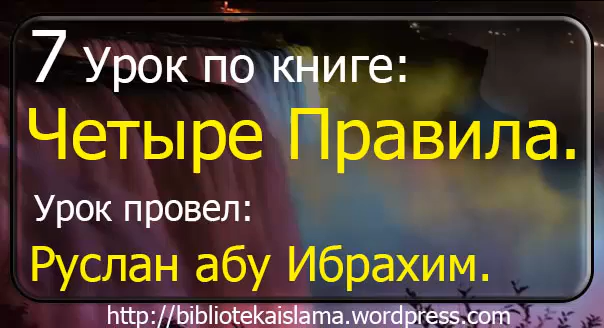 7 Урок по книге:
Четыре Правила.
Урок провел:
Руслан абу Ибрахим.
http://bibliotekaislama.wordpress.com